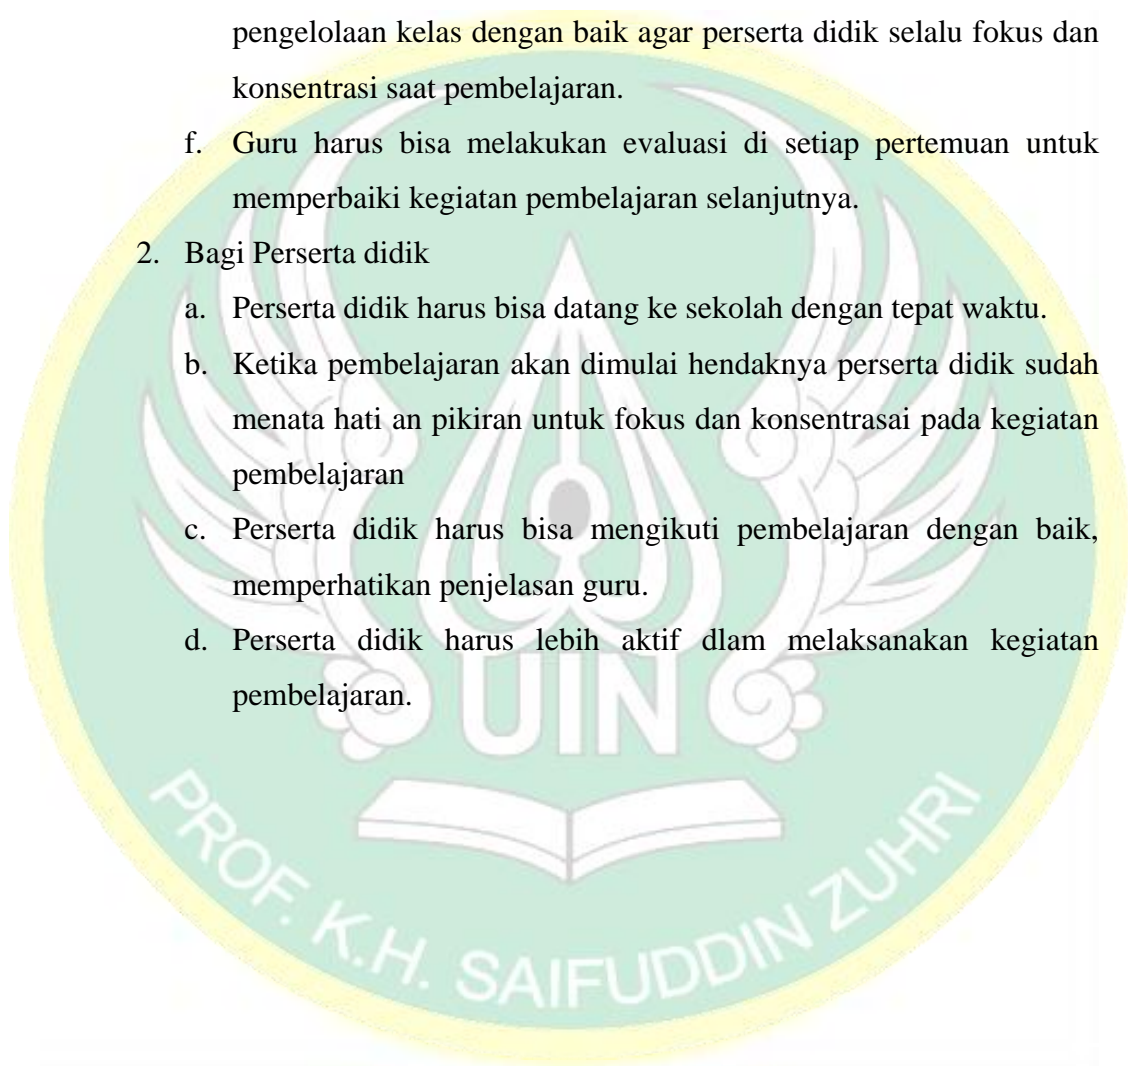 pengelolaan kelas dengan baik agar perserta didik selalu fokus dan
konsentrasi saat pembelajaran.
f. Guru harus bisa melakukan evaluasi di setiap pertemuan untuk
memperbaiki kegiatan pembelajaran selanjutnya.
2. Bagi Perserta didik
a. Perserta didik harus bisa datang ke sekolah dengan tepat waktu.
b. Ketika pembelajaran akan dimulai hendaknya perserta didik sudah
menata hati an pikiran untuk fokus dan konsentrasai pada kegiatan
pembelajaran
c. Perserta didik harus bisa mengikuti pembelajaran dengan baik,
memperhatikan penjelasan guru.
d. Perserta didik harus lebih aktif dlam melaksanakan kegiatan
pembelajaran.
UIN
PROF. K.H. SAIFUDDIN ZUHRI